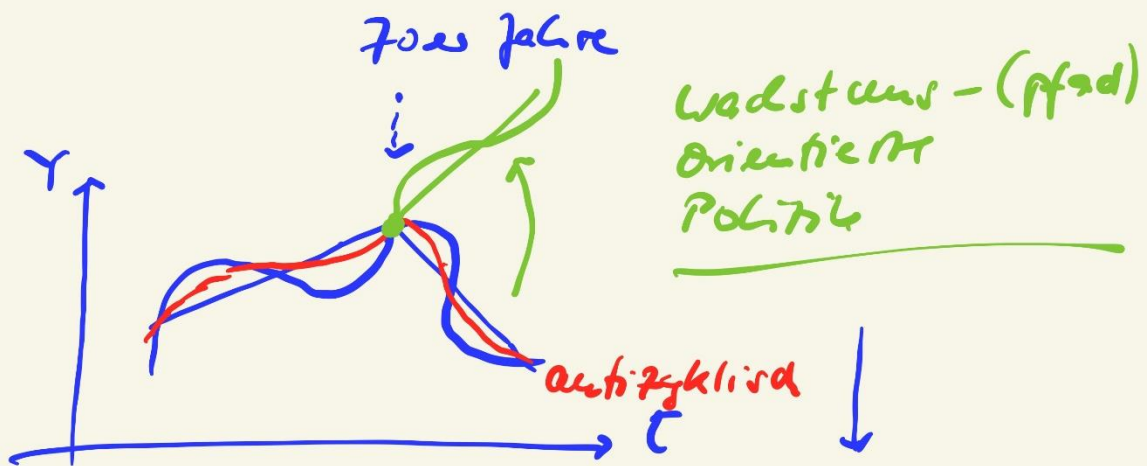 70er Jahre
Wachstums-(pfad)
orientierte
Politik
Y
antizyklisch
t